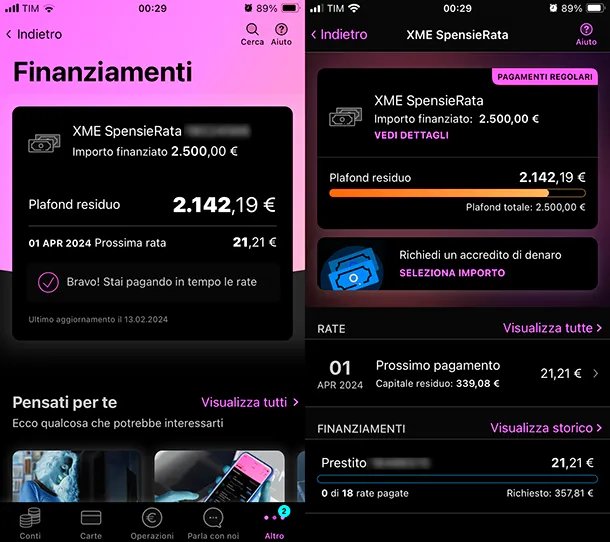 TIM 00:29 89%
Indietro
Cerca Aiuto
Finanziamenti
XME SpensieRata
Importo finanziato 2.500,00 €
Plafond residuo 2.142,19 €
01 APR 2024 Prossima rata 21,21 €
Bravo! Stai pagando in tempo le rate
Ultimo aggiornamento il 13.02.2024
Pensati per te Visualizza tutti
Ecco qualcosa che potrebbe interessarti
2
Conti Carte Operazioni Parla con noi Altro
TIM 00:29 89%
Indietro XME SpensieRata Aiuto
PAGAMENTI REGOLARI
XME SpensieRata
Importo finanziato: 2.500,00 €
VEDI DETTAGLI
Plafond residuo 2.142,19 €
Plafond totale: 2.500,00 €
Richiedi un accredito di denaro
SELEZIONA IMPORTO
RATE Visualizza tutte
01 Prossimo pagamento 21,21 €
APR 2024 Capitale residuo: 339,08 €
FINANZIAMENTI Visualizza storico
Prestito 21,21 €
0 di 18 rate pagate Richiesto: 357,81 €